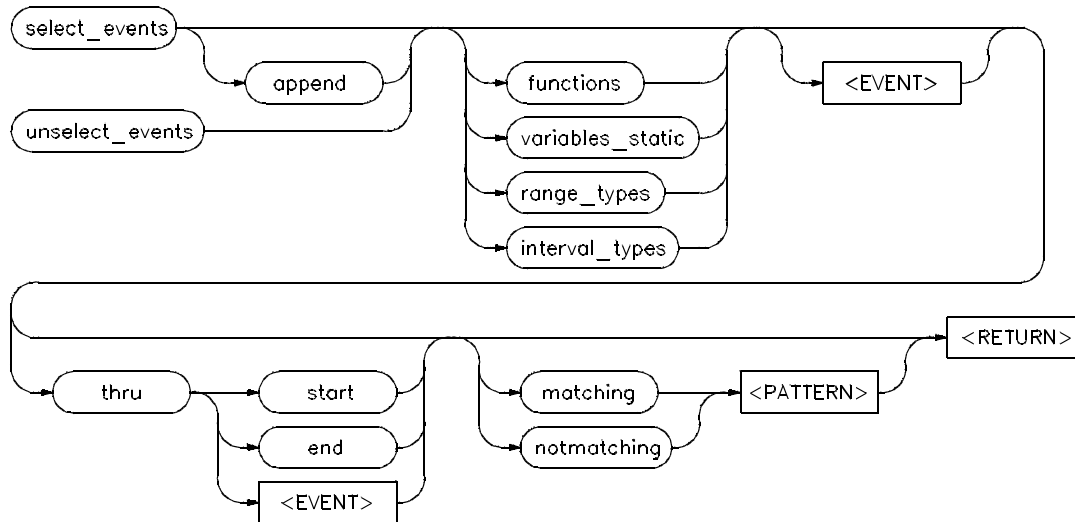 select_events
append
functions
<EVENT>
unselect_events
variables_static
range_types
interval_types
<RETURN>
thru
start
matching
<PATTERN>
end
notmatching
<EVENT>